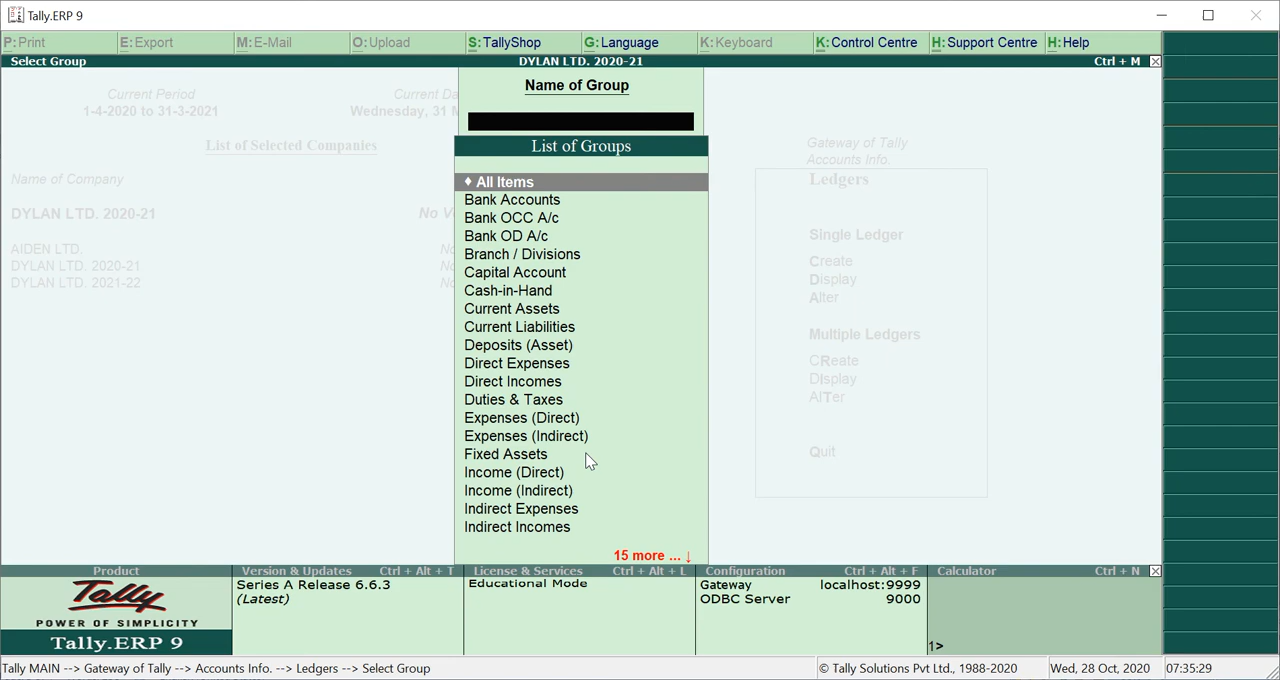 Tally.ERP 9
P: Print E: Export M: E-Mail O: Upload S: TallyShop G: Language K: Keyboard K: Control Centre H: Support Centre H: Help
Select Group DYLAN LTD. 2020-21 Ctrl + M
Name of Group
Current Period Current Da
1-4-2020 to 31-3-2021 Wednesday, 31 M
List of Selected Companies
Name of Company
DYLAN LTD. 2020-21 No V
AIDEN LTD. No
DYLAN LTD. 2020-21 No
DYLAN LTD. 2021-22 No
List of Groups
♦ All Items
Bank Accounts
Bank OCC A/c
Bank OD A/c
Branch / Divisions
Capital Account
Cash-in-Hand
Current Assets
Current Liabilities
Deposits (Asset)
Direct Expenses
Direct Incomes
Duties & Taxes
Expenses (Direct)
Expenses (Indirect)
Fixed Assets
Income (Direct)
Income (Indirect)
Indirect Expenses
Indirect Incomes
15 more ... ↓
Gateway of Tally
Accounts Info.
Ledgers
Single Ledger
Create
Display
Alter
Multiple Ledgers
CReate
DIsplay
AlTer
Quit
Product
Tally
POWER OF SIMPLICITY
Tally.ERP 9
Version & Updates Ctrl + Alt + T
Series A Release 6.6.3
(Latest)
License & Services Ctrl + Alt + L
Educational Mode
Configuration Ctrl + Alt + F
Gateway localhost:9999
ODBC Server 9000
Calculator Ctrl + N
1>
Tally MAIN --> Gateway of Tally --> Accounts Info. --> Ledgers --> Select Group © Tally Solutions Pvt Ltd., 1988-2020 Wed, 28 Oct, 2020 07:35:29